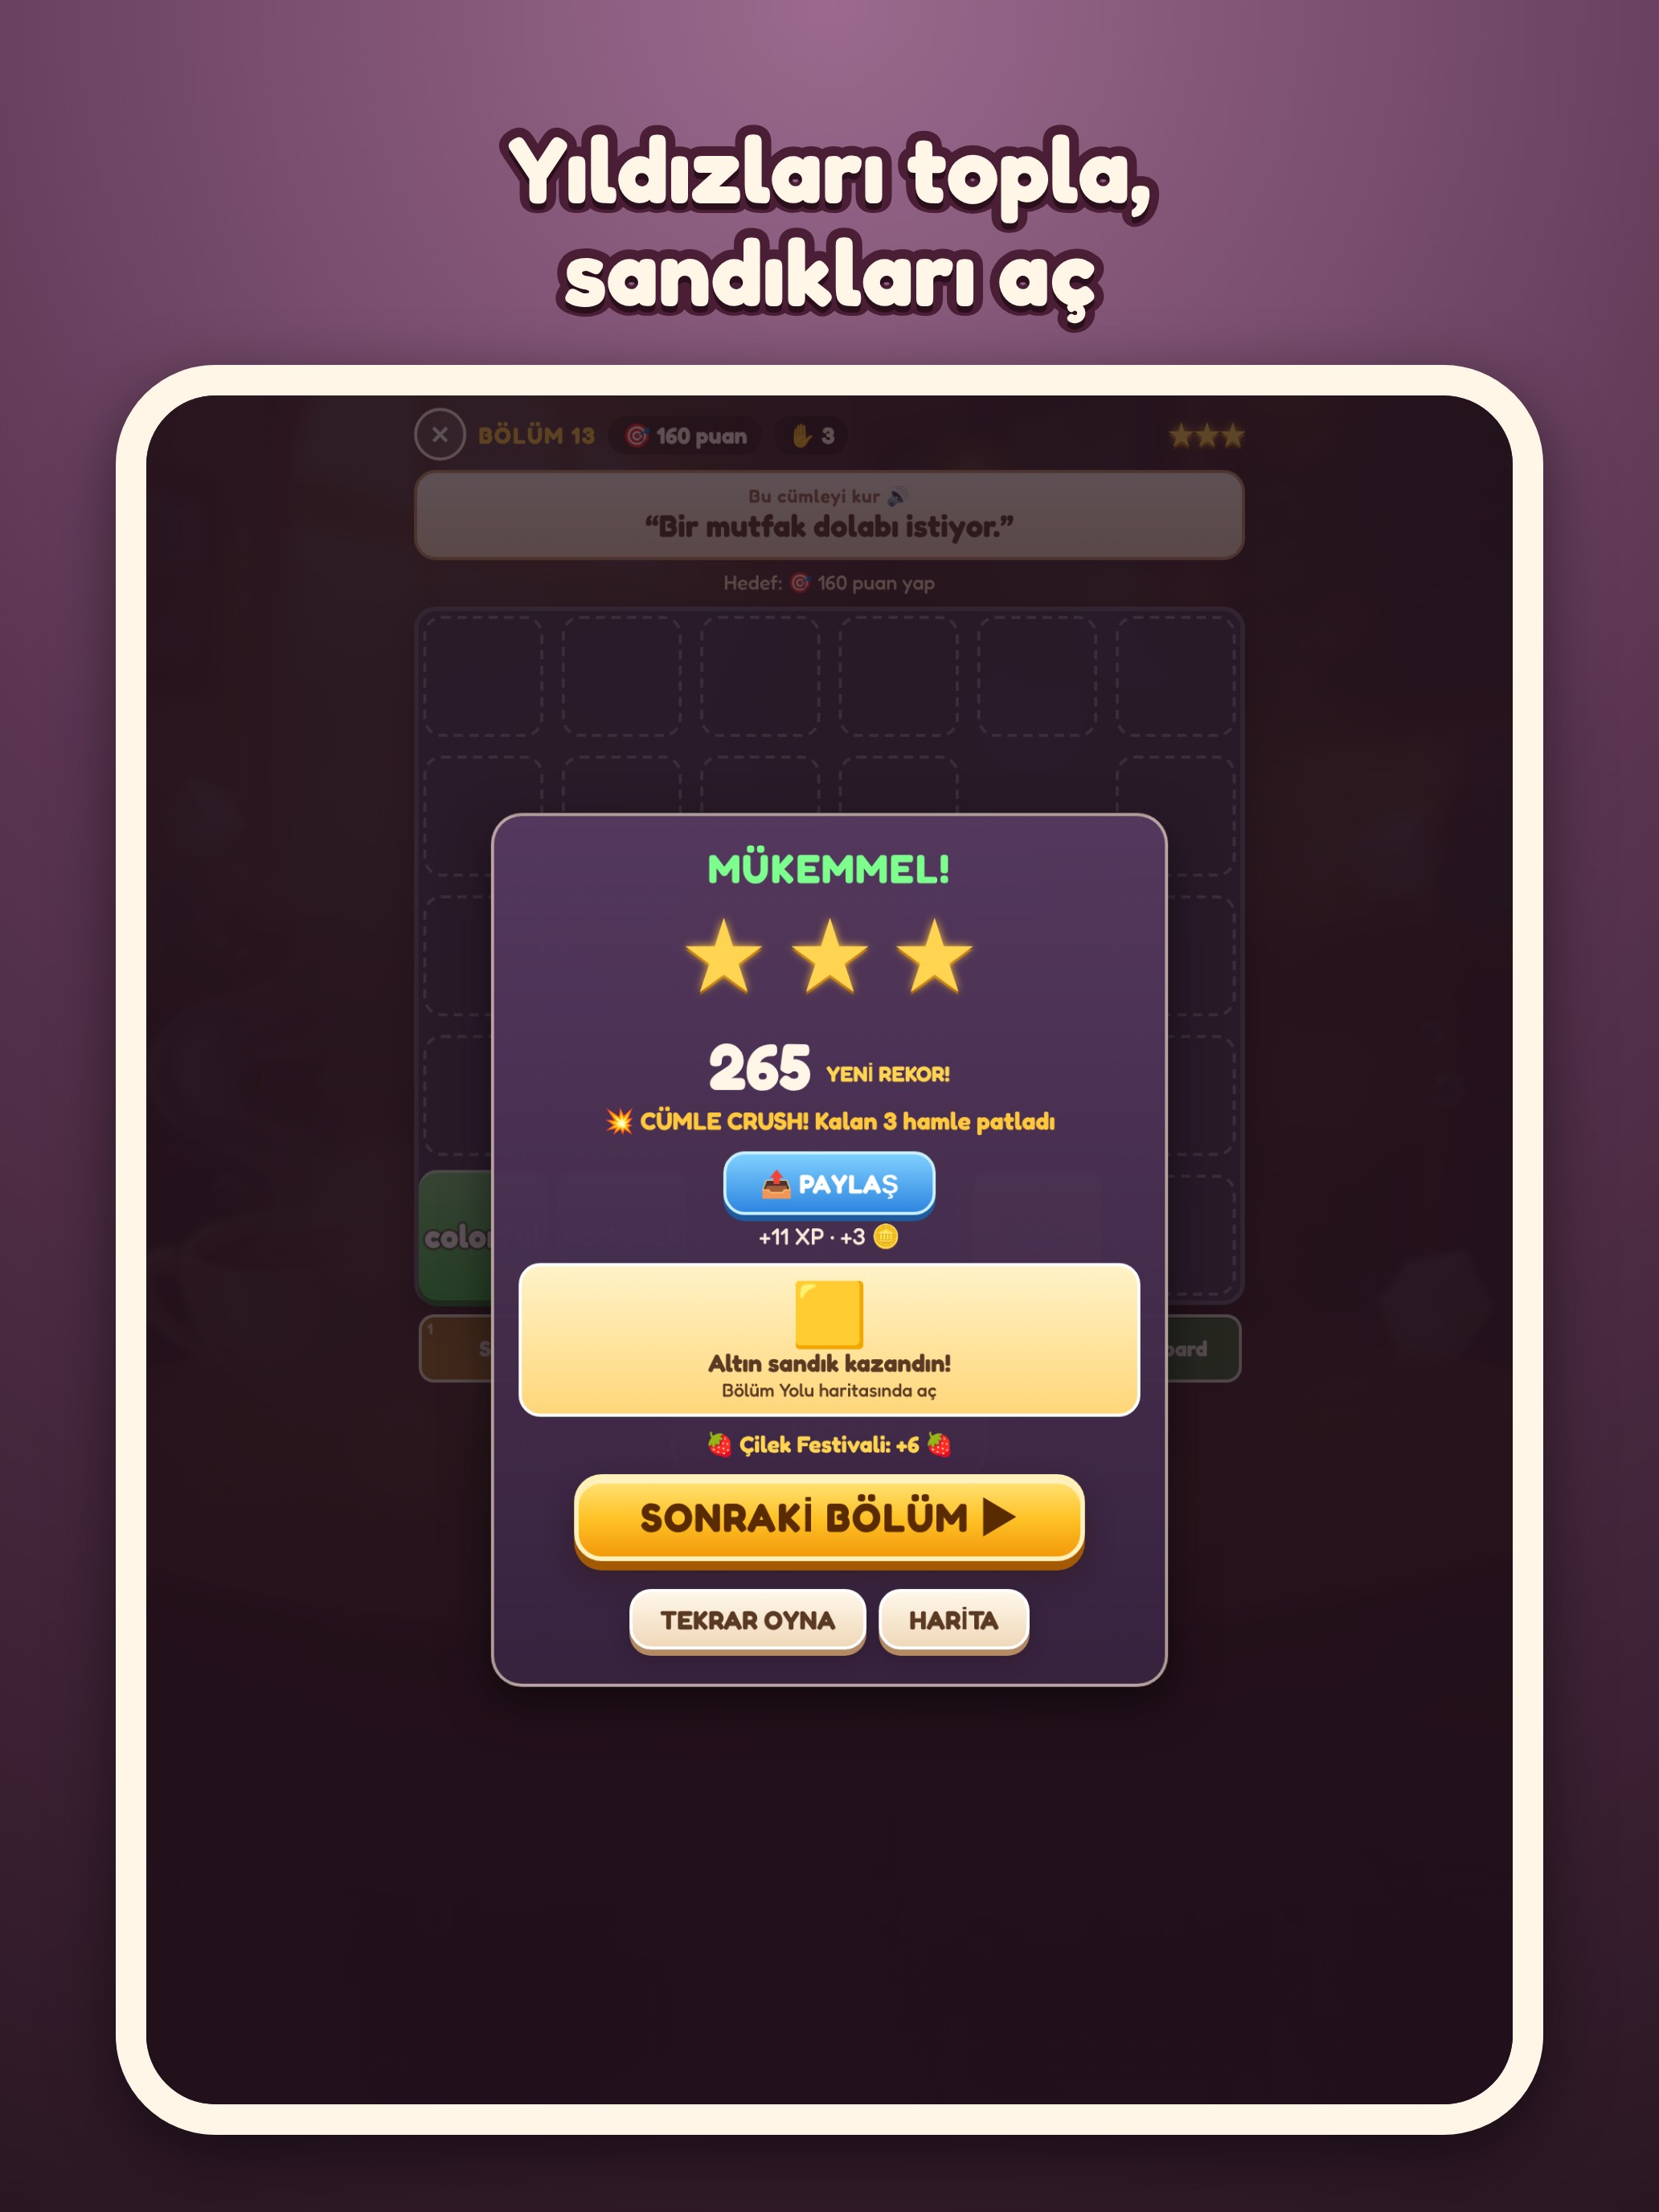 Yıldızları topla,
sandıkları aç
BÖLÜM 13
160 puan
3
Bu cümleyi kur
“Bir mutfak dolabı istiyor.”
Hedef: 160 puan yap
MÜKEMMEL!
265 YENİ REKOR!
CÜMLE CRUSH! Kalan 3 hamle patladı
PAYLAŞ
+11 XP · +3
Altın sandık kazandın!
Bölüm Yolu haritasında aç
Çilek Festivali: +6
SONRAKİ BÖLÜM
TEKRAR OYNA
HARİTA
1